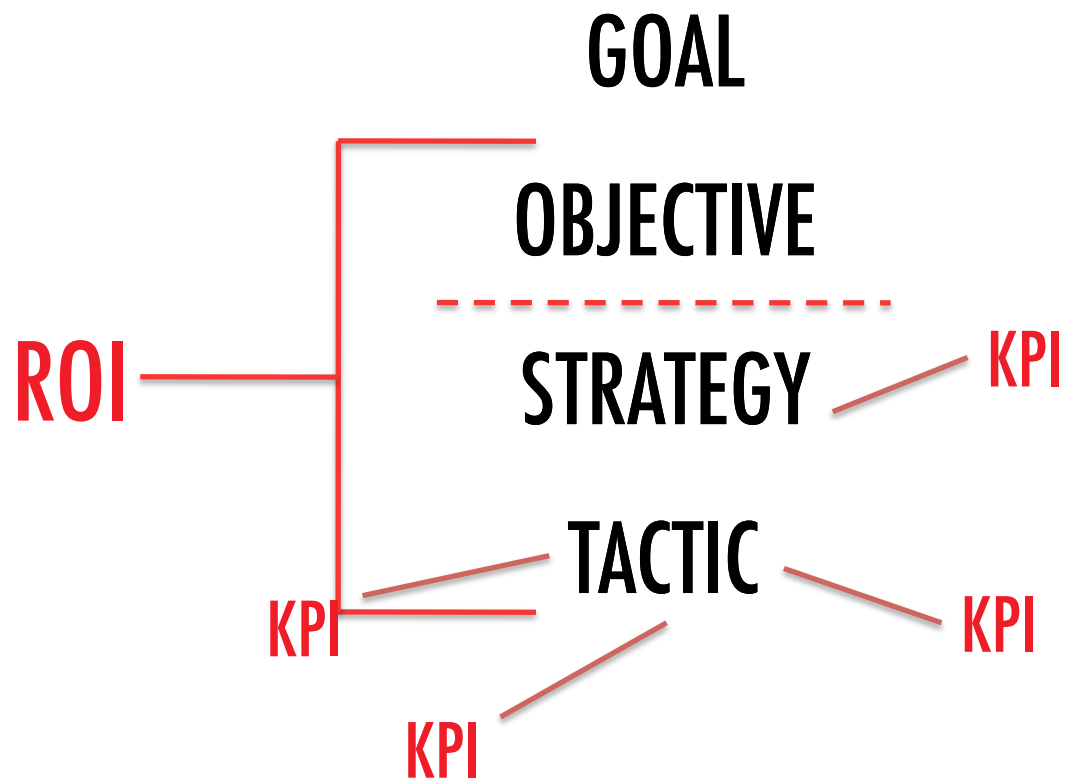 GOAL
OBJECTIVE
ROI
STRATEGY
KPI
TACTIC
KPI
KPI
KPI